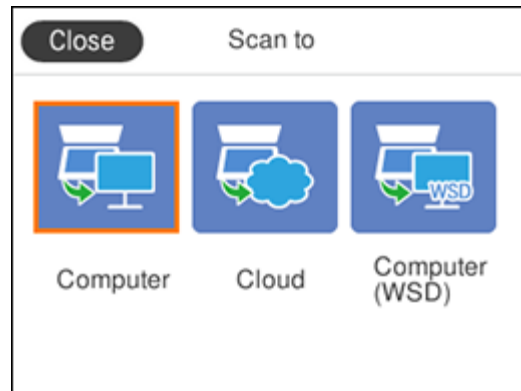 Close
Scan to
WSD
Computer
Cloud
Computer
(WSD)